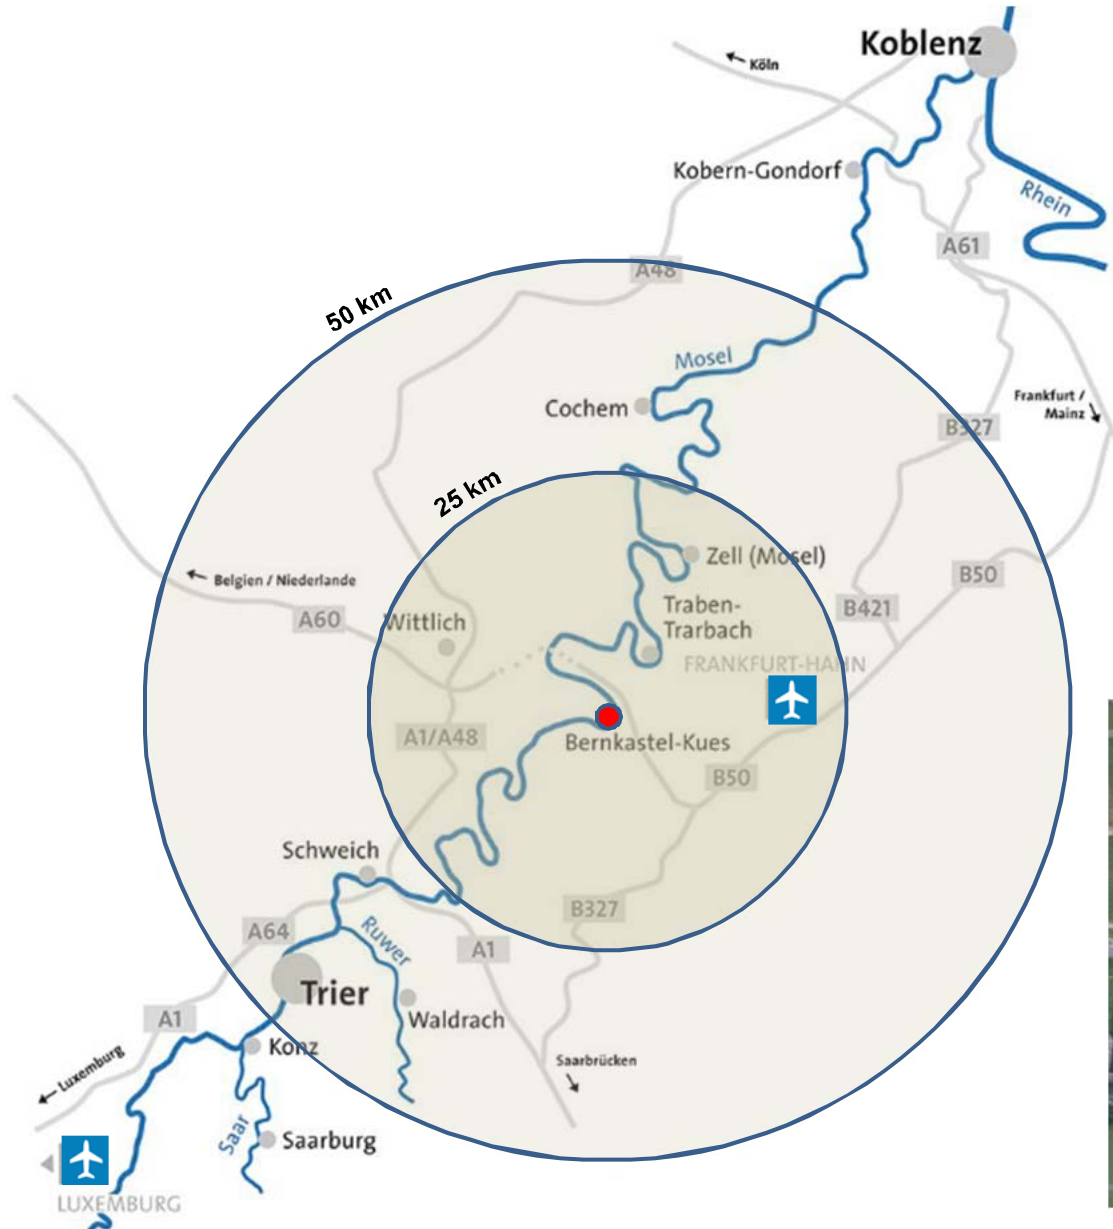 Koblenz
Köln
Kobern-Gondorf
Rhein
A61
A48
50 km
Mosel
Cochem
Frankfurt /
Mainz
B327
25 km
Zell (Mosel)
Belgien / Niederlande
B50
A60
Wittlich
Traben-
Trarbach
B421
FRANKFURT-HAHN
A1/A48
Bernkastel-Kues
B50
Schweich
B327
A64
Ruwer
A1
Trier
Waldrach
A1
Konz
Luxemburg
Saarbrücken
Saar
Saarburg
LUXEMBURG